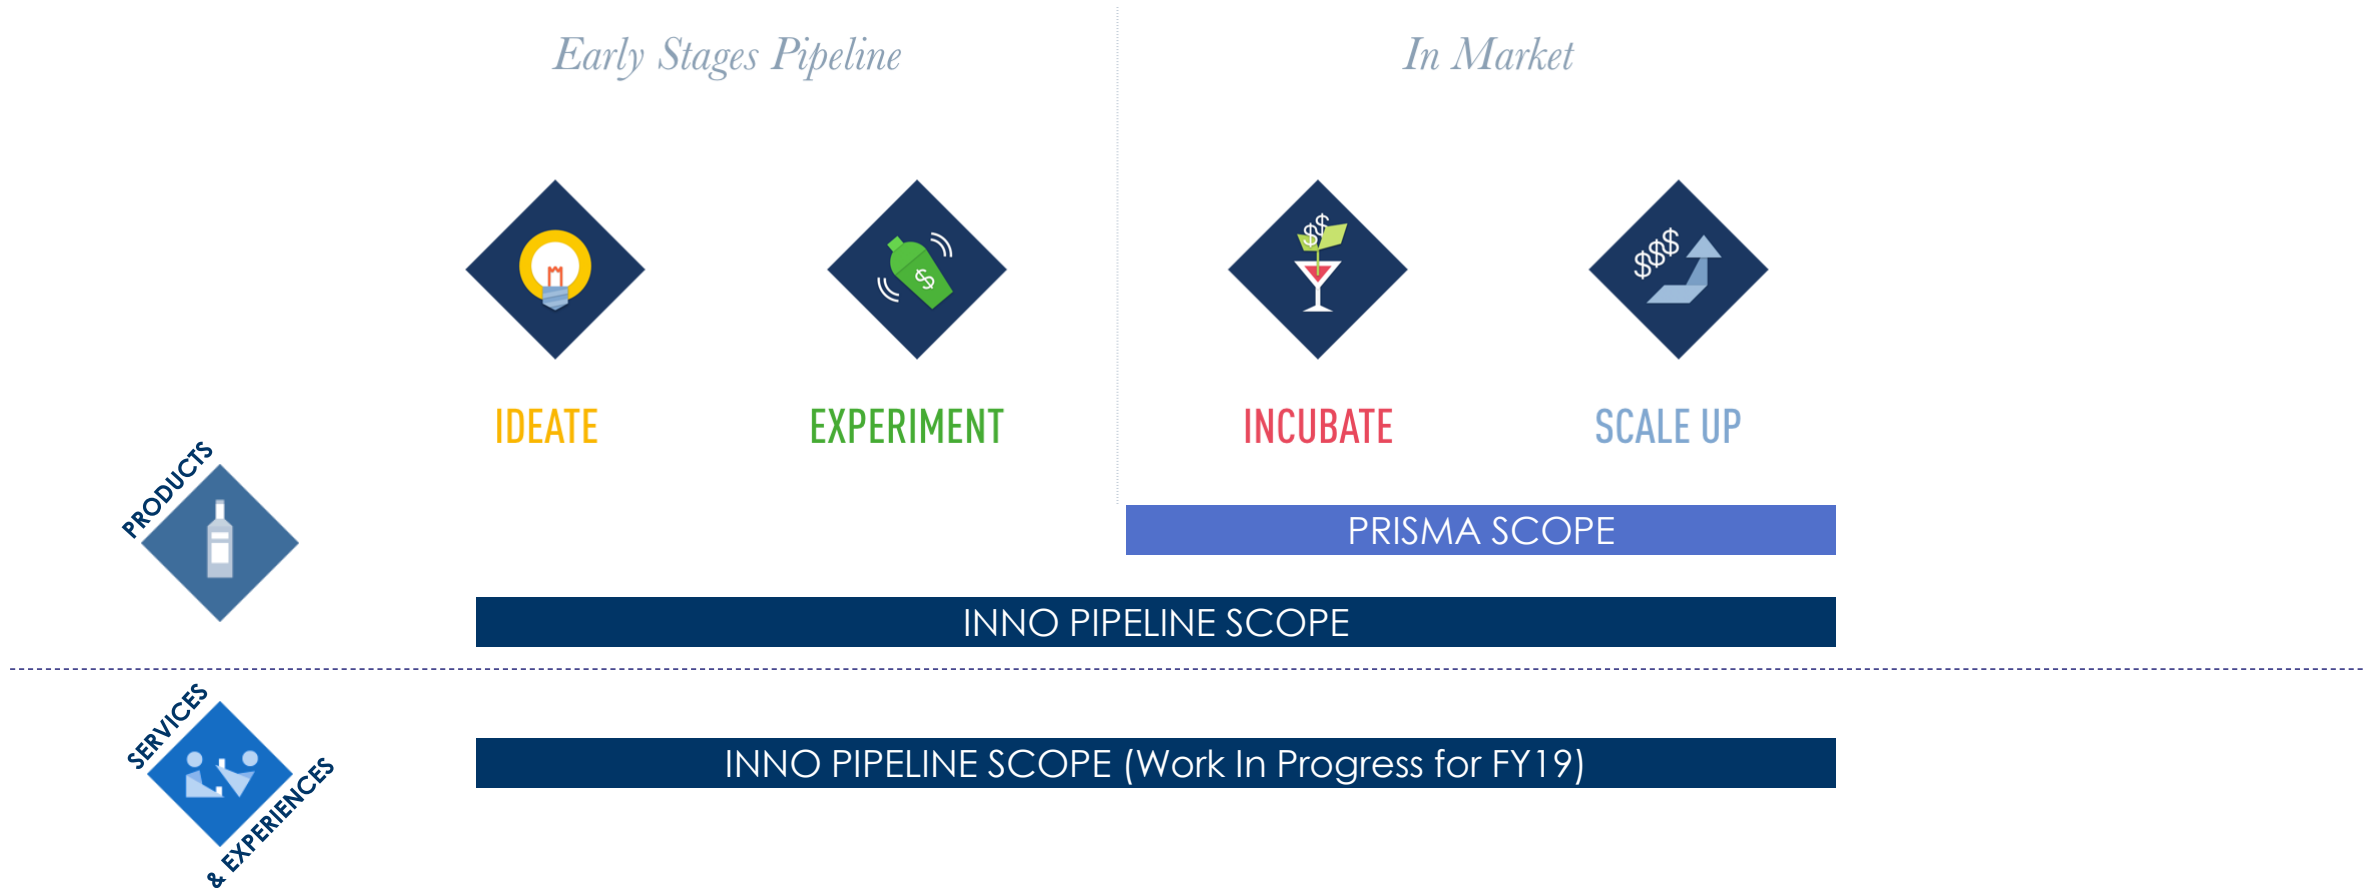 Early Stages Pipeline
In Market
$
$$
$$$
IDEATE
EXPERIMENT
INCUBATE
SCALE UP
PRODUCTS
PRISMA SCOPE
INNO PIPELINE SCOPE
SERVICES
& EXPERIENCES
INNO PIPELINE SCOPE (Work In Progress for FY19)